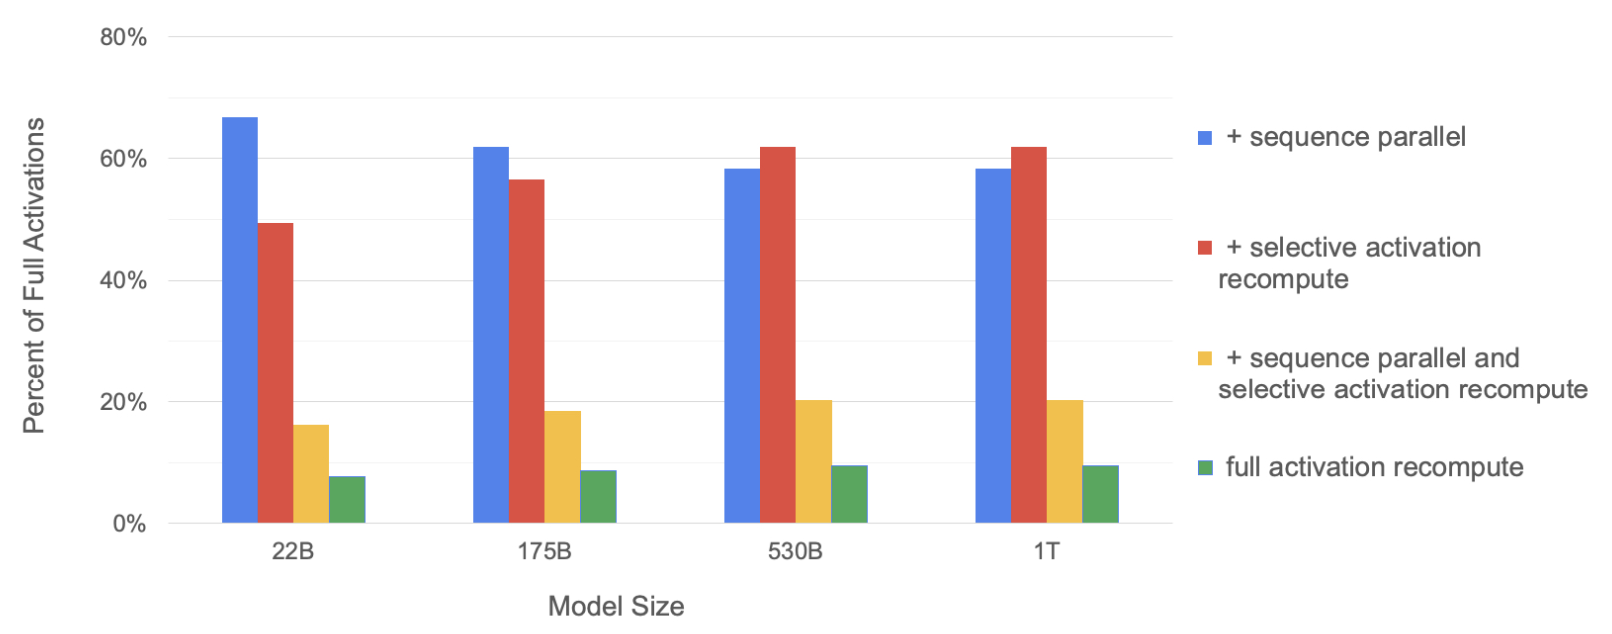 80%
60%
40%
20%
0%
Percent of Full Activations
22B
175B
530B
1T
Model Size
+ sequence parallel
+ selective activation
recompute
+ sequence parallel and
selective activation recompute
full activation recompute